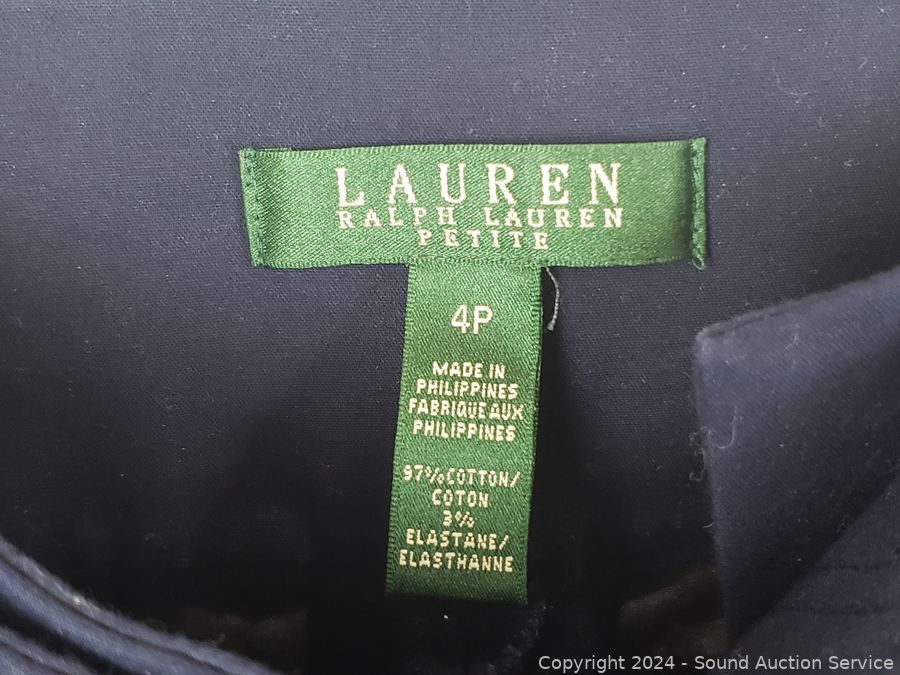 LAUREN
RALPH LAUREN
PETITE
4P
MADE IN
PHILIPPINES
FABRIQUE AUX
PHILIPPINES
97% COTTON/
COTON
3%
ELASTANE/
ELASTHANNE
Copyright 2024 - Sound Auction Service